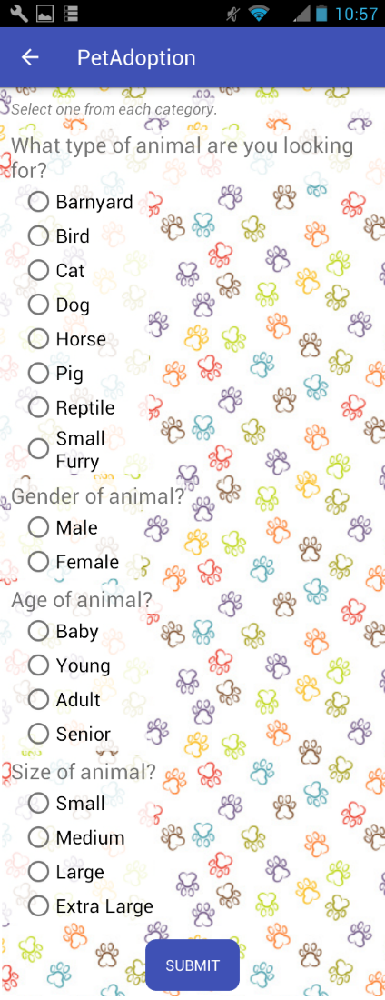 10:57
PetAdoption
Select one from each category.
What type of animal are you looking
for?
Barnyard
Bird
Cat
Dog
Horse
Pig
Reptile
Small
Furry
Gender of animal?
Male
Female
Age of animal?
Baby
Young
Adult
Senior
Size of animal?
Small
Medium
Large
Extra Large
SUBMIT